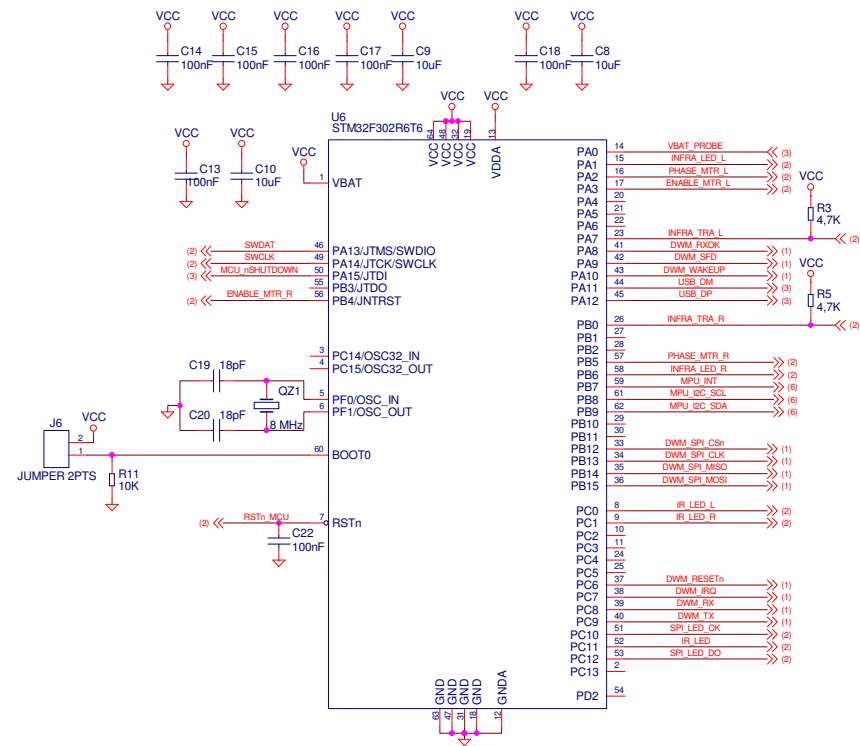 VCC VCC VCC VCC VCC VCC VCC
C14 C15 C16 C17 C9 C18 C8
100nF 100nF 100nF 100nF 10uF 100nF 10uF
VCC VCC
U6
STM32F302R6T6
64 48 32 19 13
VCC VCC VCC VCC VDDA
VCC VCC VCC
C13 C10
100nF 10uF
1 VBAT
(2) SWDAT 46 PA13/JTMS/SWDIO
(2) SWCLK 49 PA14/JTCK/SWCLK
(3) MCU_nSHUTDOWN 50 PA15/JTDI
55 PB3/JTDO
(2) ENABLE_MTR_R 56 PB4/JNTRST
3 PC14/OSC32_IN
4 PC15/OSC32_OUT
C19 18pF
QZ1
5 PF0/OSC_IN
6 PF1/OSC_OUT
C20 18pF
8 MHz
J6
VCC
2
1
60 BOOT0
JUMPER 2PTS
R11
10K
(2) RSTn_MCU 7 RSTn
C22
100nF
PA0 14 VBAT_PROBE (3)
PA1 15 INFRA_LED_L (2)
PA2 16 PHASE_MTR_L (2)
PA3 17 ENABLE_MTR_L (2)
PA4 20
PA5 21
PA6 22
PA7 23 INFRA_TRA_L (2)
VCC
R3
4,7K
PA8 41 DWM_RXOK (1)
PA9 42 DWM_SFD (1)
PA10 43 DWM_WAKEUP (1)
PA11 44 USB_DM (3)
PA12 45 USB_DP (3)
VCC
R5
4,7K
PB0 26 INFRA_TRA_R (2)
PB1 27
PB2 28
PB5 57 PHASE_MTR_R (2)
PB6 58 INFRA_LED_R (2)
PB7 59 MPU_INT (6)
PB8 61 MPU_I2C_SCL (6)
PB9 62 MPU_I2C_SDA (6)
PB10 29
PB11 30
PB12 33 DWM_SPI_CSn (1)
PB13 34 DWM_SPI_CLK (1)
PB14 35 DWM_SPI_MISO (1)
PB15 36 DWM_SPI_MOSI (1)
PC0 8 IR_LED_L (2)
PC1 9 IR_LED_R (2)
PC2 10
PC3 11
PC4 24
PC5 25
PC6 37 DWM_RESETn (1)
PC7 38 DWM_IRQ (1)
PC8 39 DWM_RX (1)
PC9 40 DWM_TX (1)
PC10 51 SPI_LED_CK (2)
PC11 52 IR_LED (2)
PC12 53 SPI_LED_DO (2)
PC13 2
PD2 54
GND GND GND GND GNDA
63 47 31 18 12